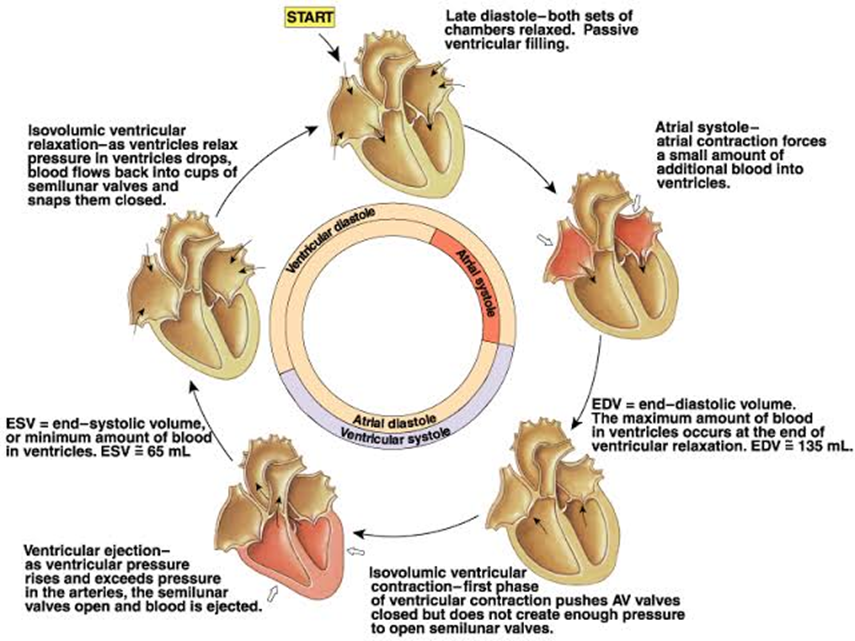 START
Late diastole–both sets of
chambers relaxed. Passive
ventricular filling.
Atrial systole–
atrial contraction forces
a small amount of
additional blood into
ventricles.
EDV = end–diastolic volume.
The maximum amount of blood
in ventricles occurs at the end of
ventricular relaxation. EDV ≅ 135 mL.
Isovolumic ventricular
contraction–first phase
of ventricular contraction pushes AV valves
closed but does not create enough pressure
to open semilunar valves.
Ventricular ejection–
as ventricular pressure
rises and exceeds pressure
in the arteries, the semilunar
valves open and blood is ejected.
ESV = end–systolic volume,
or minimum amount of blood
in ventricles. ESV ≅ 65 mL
Isovolumic ventricular
relaxation–as ventricles relax
pressure in ventricles drops,
blood flows back into cups of
semilunar valves and
snaps them closed.
Ventricular diastole
Atrial systole
Atrial diastole
Ventricular systole